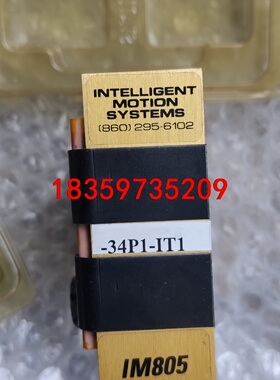 INTELLIGENT
MOTION
SYSTEMS
(860) 295-6102
18359735209
-34P1-IT1
IM805